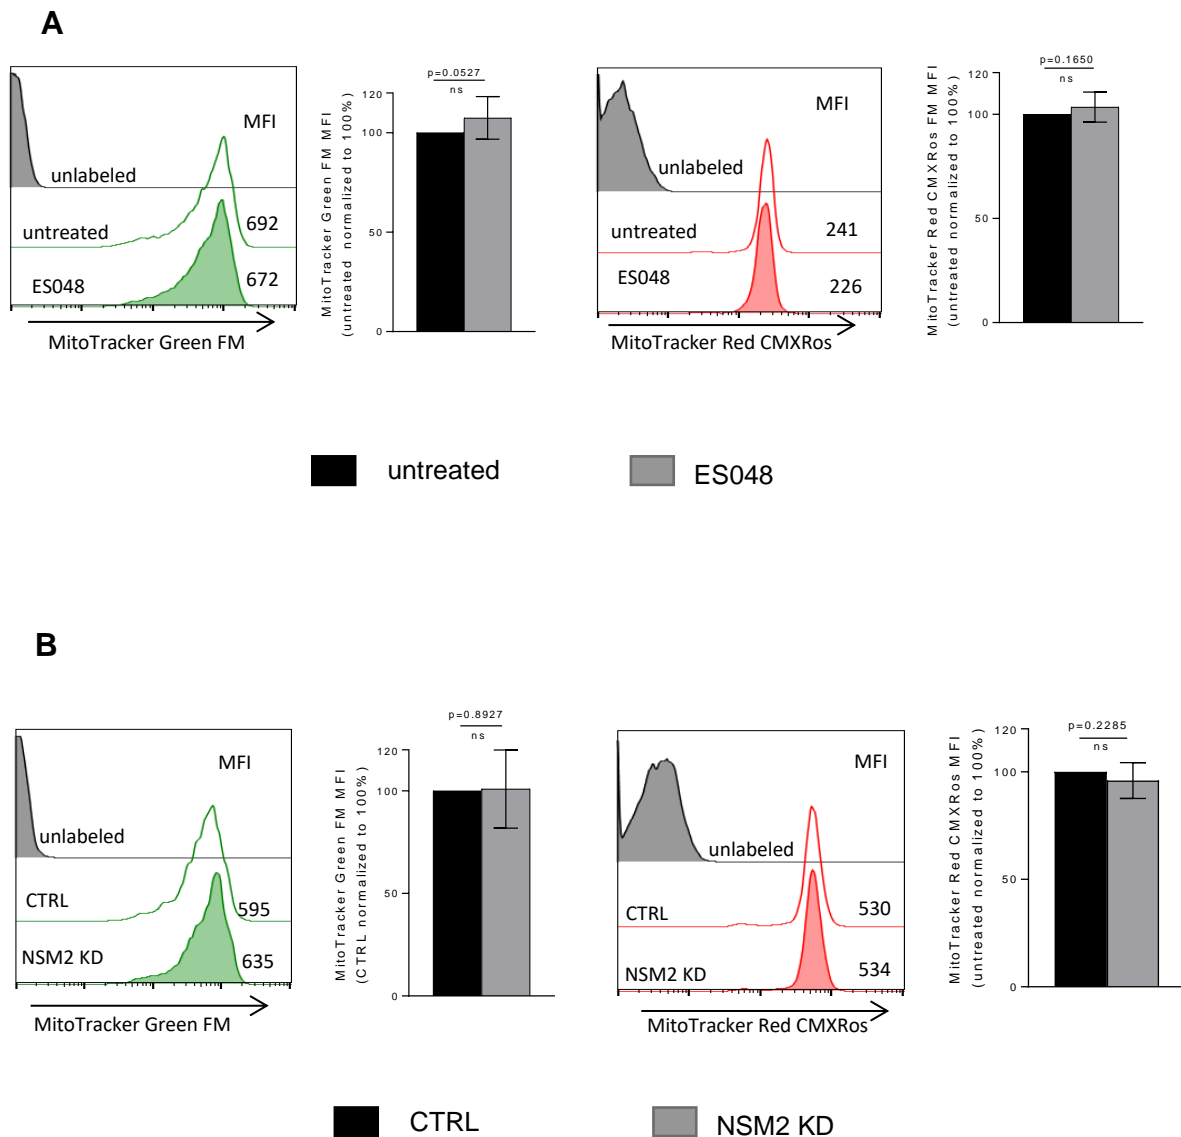 A
MFI
unlabeled
untreated
692
ES048
672
MitoTracker Green FM
MitoTracker Green FM MFI
(untreated normalized to 100%)
p=0.0527
ns
120
100
50
0
MFI
unlabeled
untreated
241
ES048
226
MitoTracker Red CMXRos
MitoTracker Red CMXRos FM MFI
(untreated normalized to 100%)
p=0.1650
ns
120
100
50
0
untreated
ES048
B
MFI
unlabeled
CTRL
595
NSM2 KD
635
MitoTracker Green FM
MitoTracker Green FM MFI
(CTRL normalized to 100%)
p=0.8927
ns
120
100
50
0
MFI
unlabeled
CTRL
530
NSM2 KD
534
MitoTracker Red CMXRos
MitoTracker Red CMXRos MFI
(untreated normalized to 100%)
p=0.2285
ns
120
100
50
0
CTRL
NSM2 KD